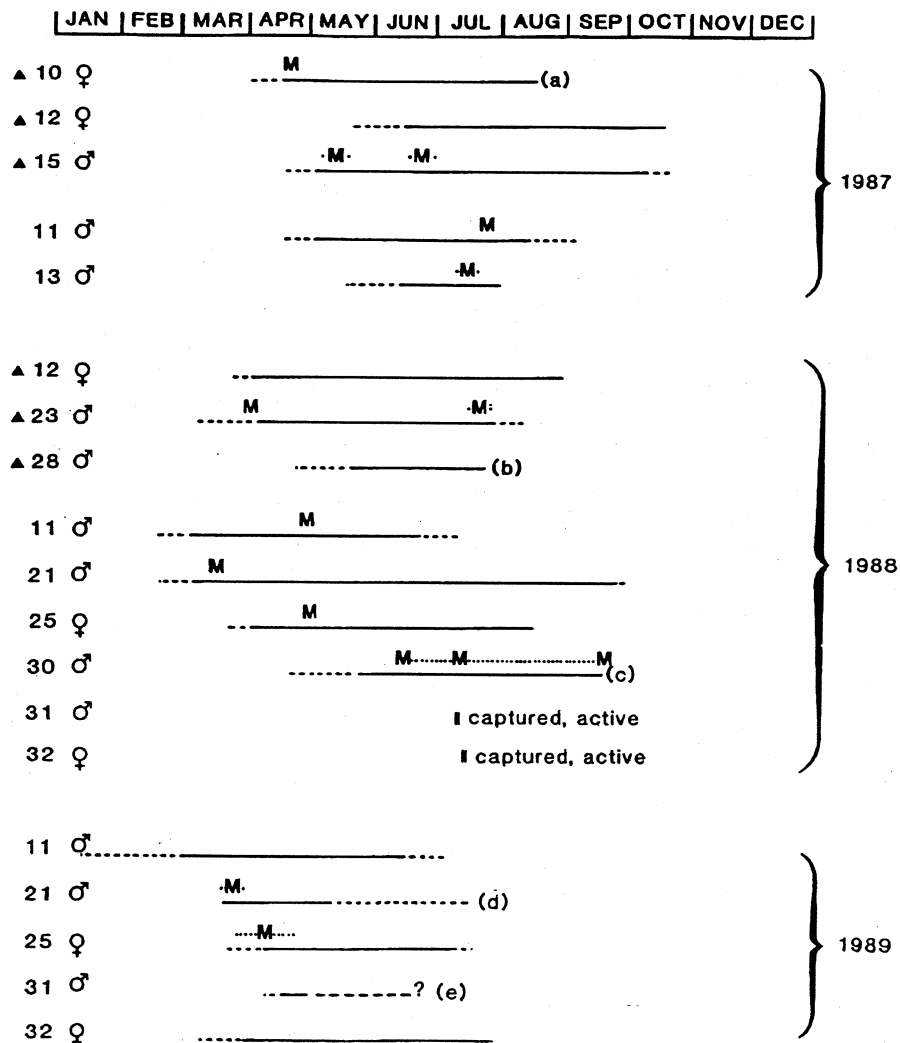 JAN | FEB | MAR | APR | MAY | JUN | JUL | AUG | SEP | OCT | NOV | DEC
▲ 10 ♀ M (a)
▲ 12 ♀
▲ 15 ♂ ·M· ·M·
1987
11 ♂ M
13 ♂ ·M·
▲ 12 ♀
▲ 23 ♂ M ·M:
▲ 28 ♂ (b)
11 ♂ M
21 ♂ M
1988
25 ♀ M
30 ♂ M M M (c)
31 ♂ captured, active
32 ♀ captured, active
11 ♂
21 ♂ ·M· (d)
25 ♀ M
1989
31 ♂ ? (e)
32 ♀